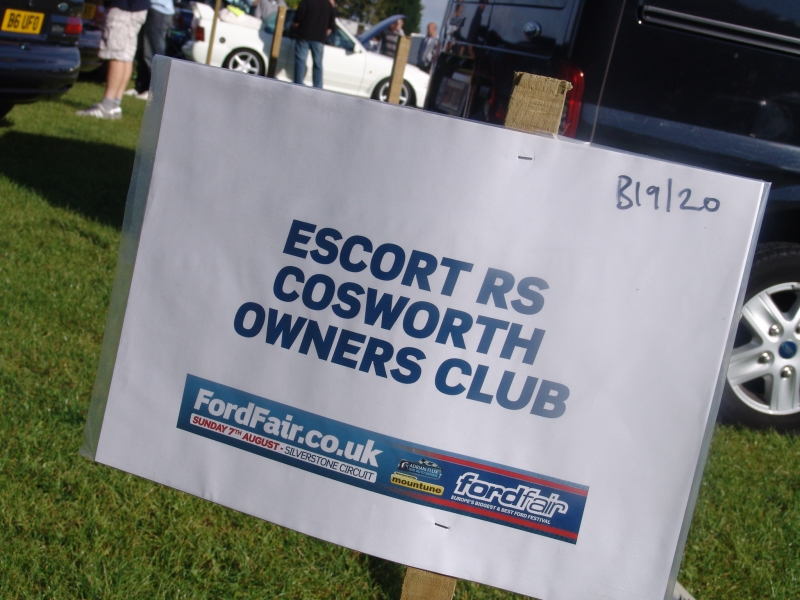 B6 UFO
B19/20
ESCORT RS
COSWORTH
OWNERS CLUB
FordFair.co.uk
SUNDAY 7TH AUGUST - SILVERSTONE CIRCUIT
mountune
fordfair
EUROPE'S BIGGEST & BEST FORD FESTIVAL